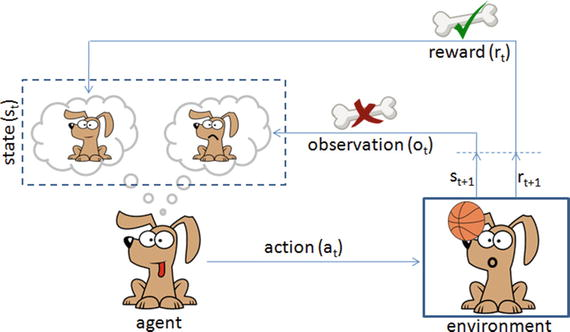 reward (rt)
state (st)
observation (ot)
st+1
rt+1
action (at)
agent
environment